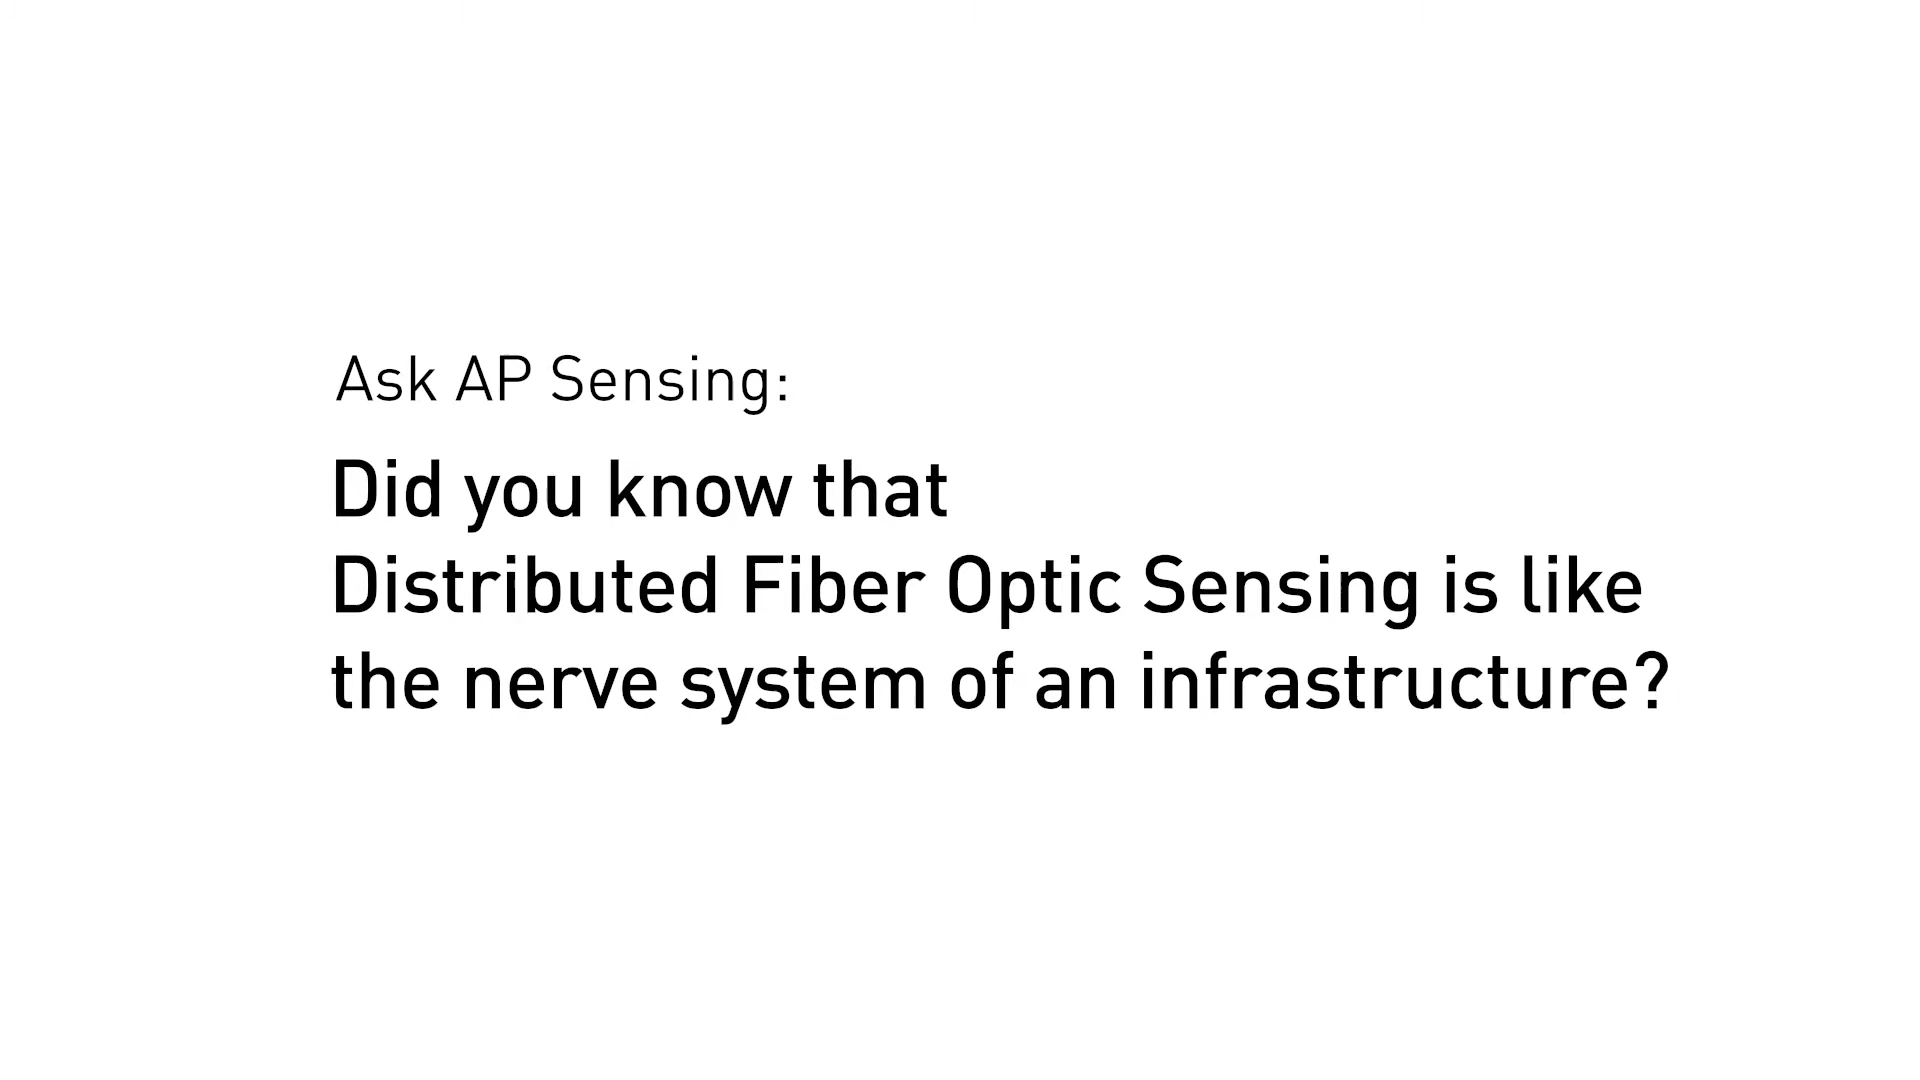 Ask AP Sensing:
Did you know that
Distributed Fiber Optic Sensing is like
the nerve system of an infrastructure?